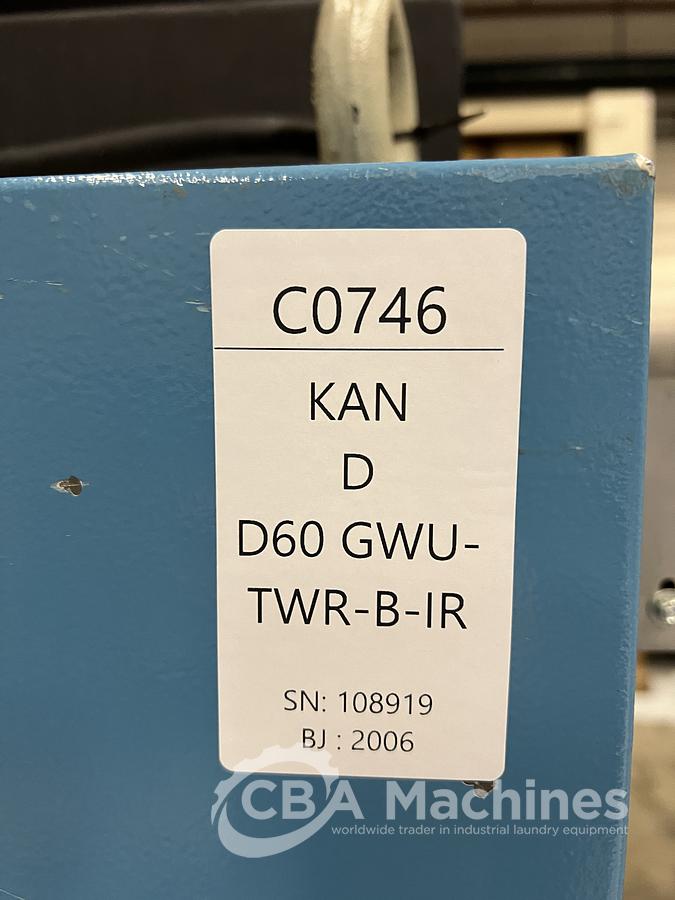 C0746
KAN
D
D60 GWU-
TWR-B-IR
SN: 108919
BJ : 2006
CBA Machines
worldwide trader in industrial laundry equipment